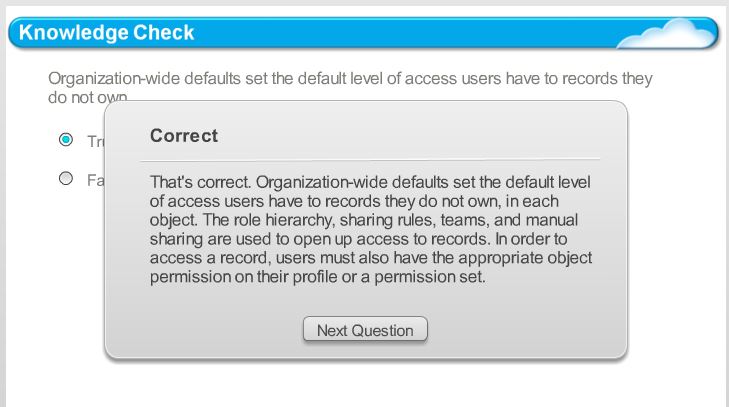 Knowledge Check
Organization-wide defaults set the default level of access users have to records they
do not own
Correct
That's correct. Organization-wide defaults set the default level
of access users have to records they do not own, in each
object. The role hierarchy, sharing rules, teams, and manual
sharing are used to open up access to records. In order to
access a record, users must also have the appropriate object
permission on their profile or a permission set.
Next Question